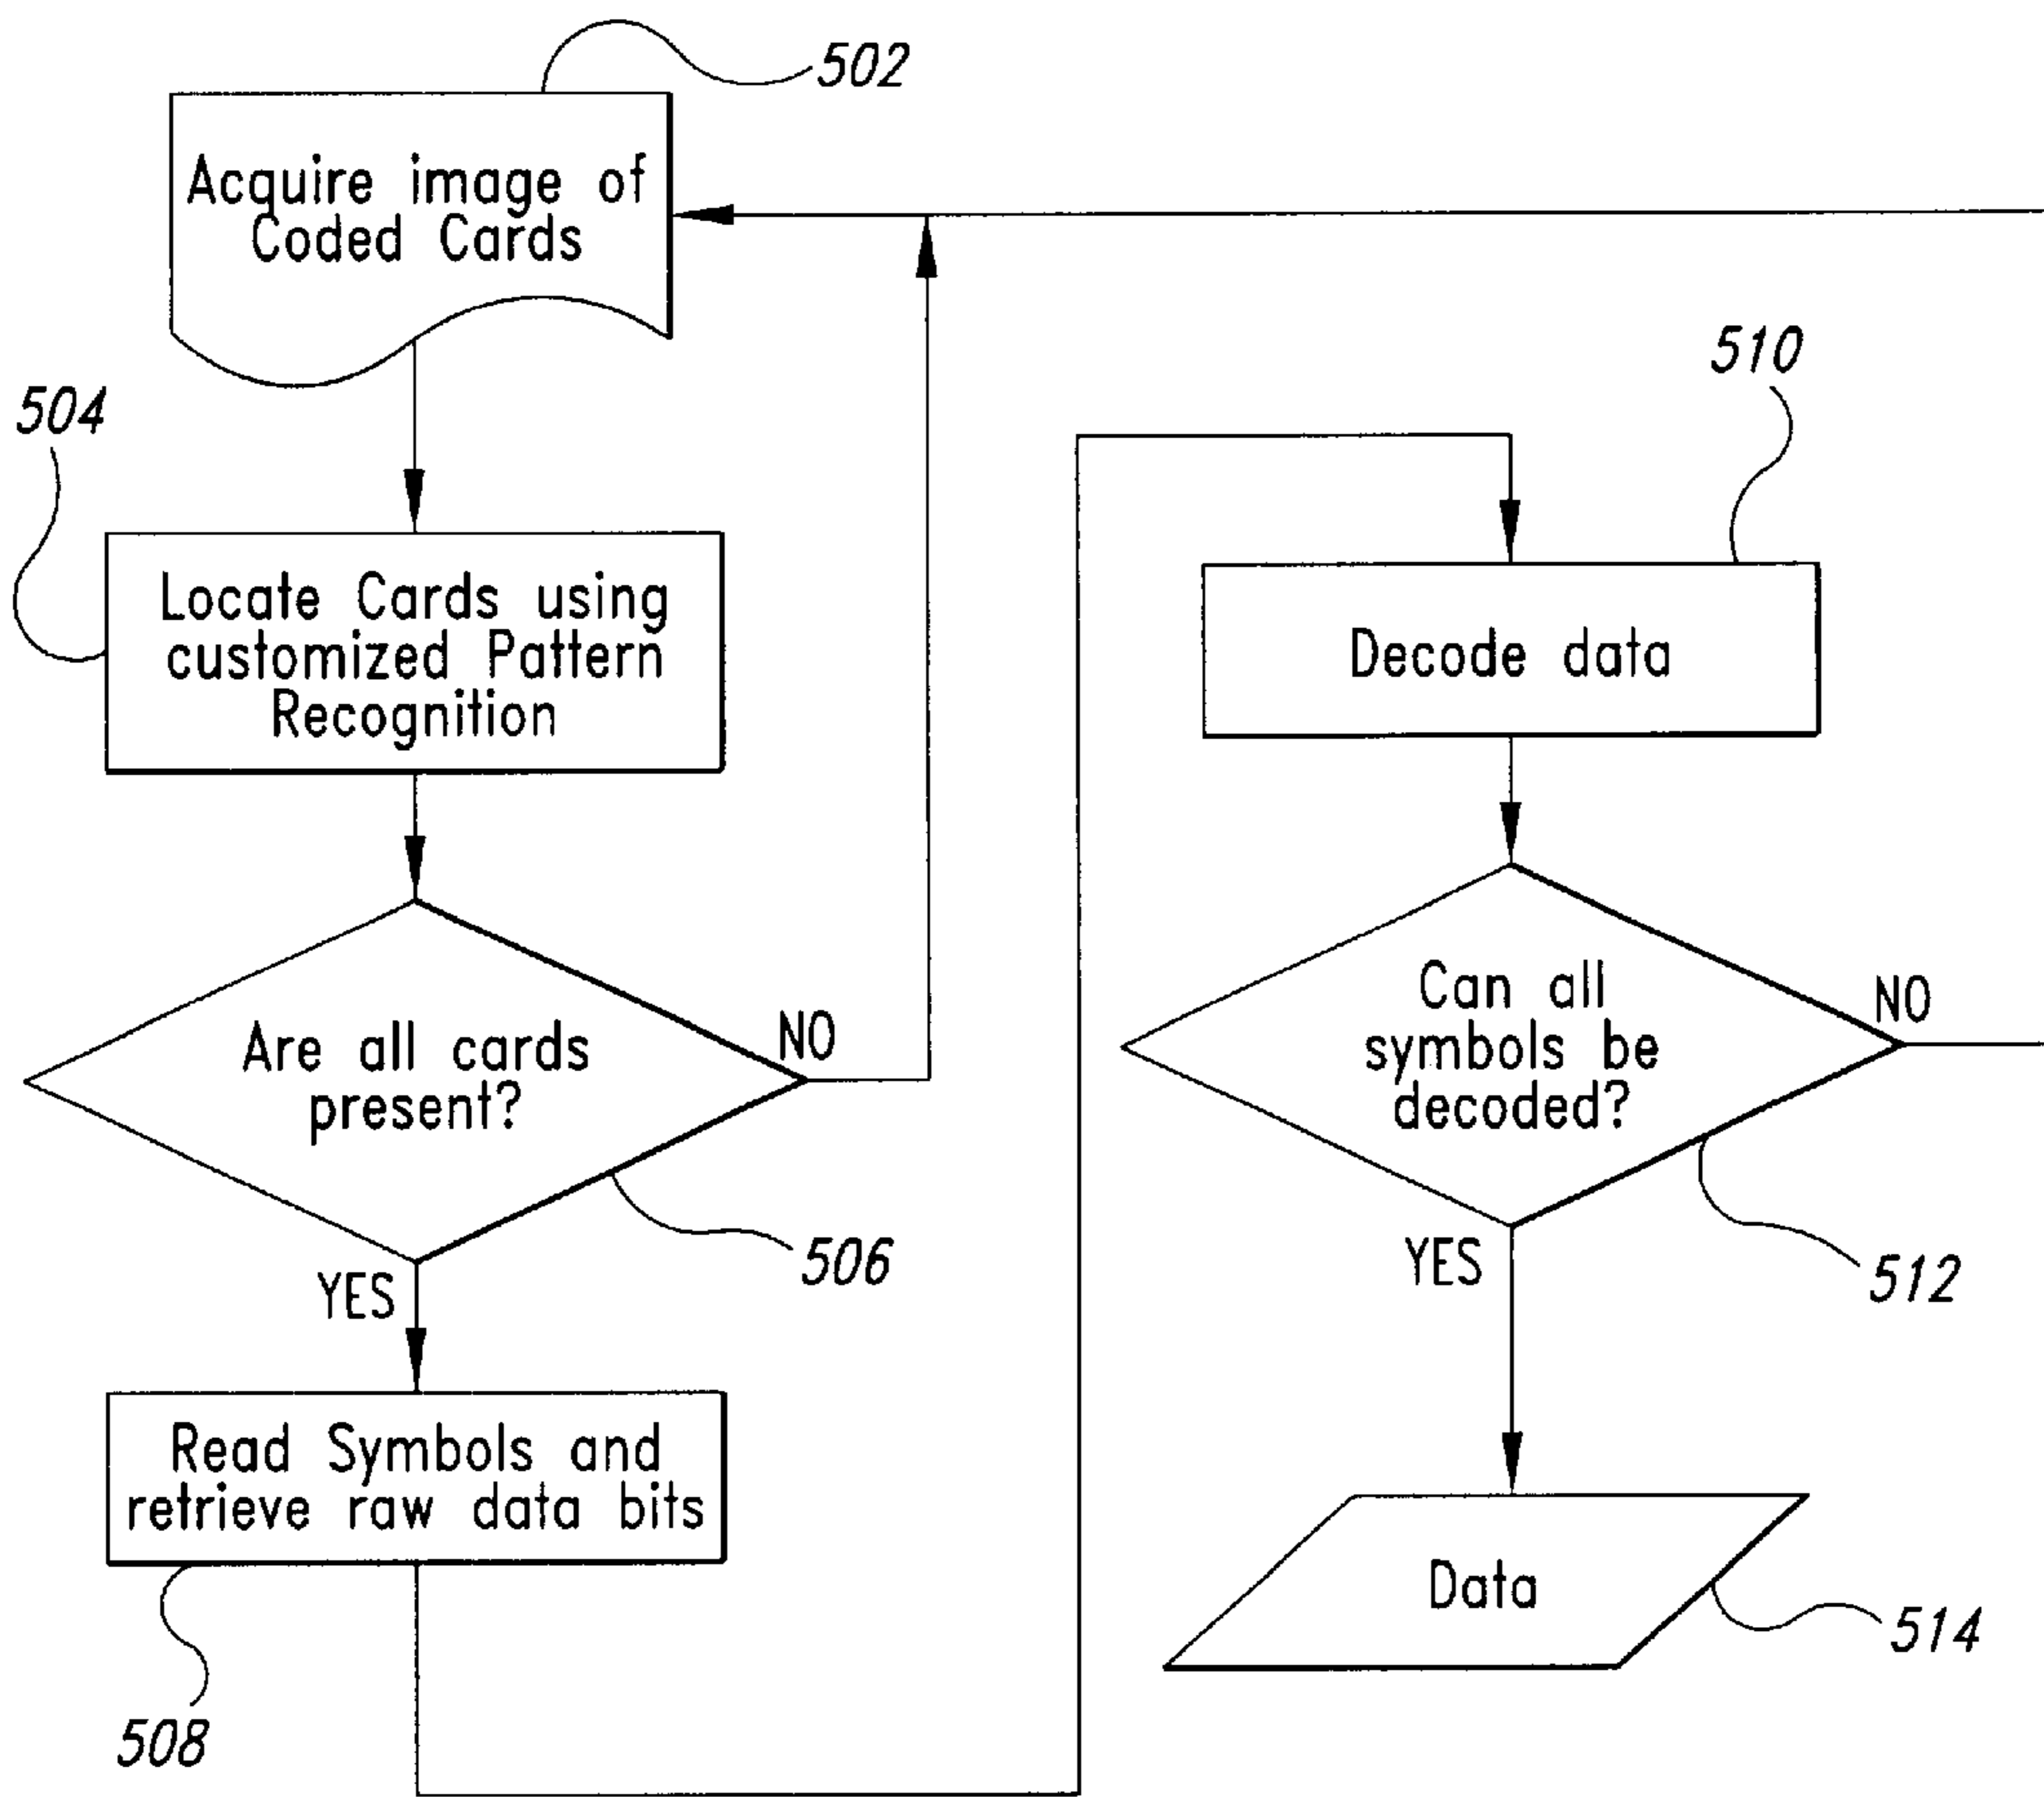 502
Acquire image of
Coded Cards
504
Locate Cards using
customized Pattern
Recognition
Are all cards
present?
NO
506
YES
Read Symbols and
retrieve raw data bits
508
510
Decode data
Can all
symbols be
decoded?
NO
512
YES
Data
514